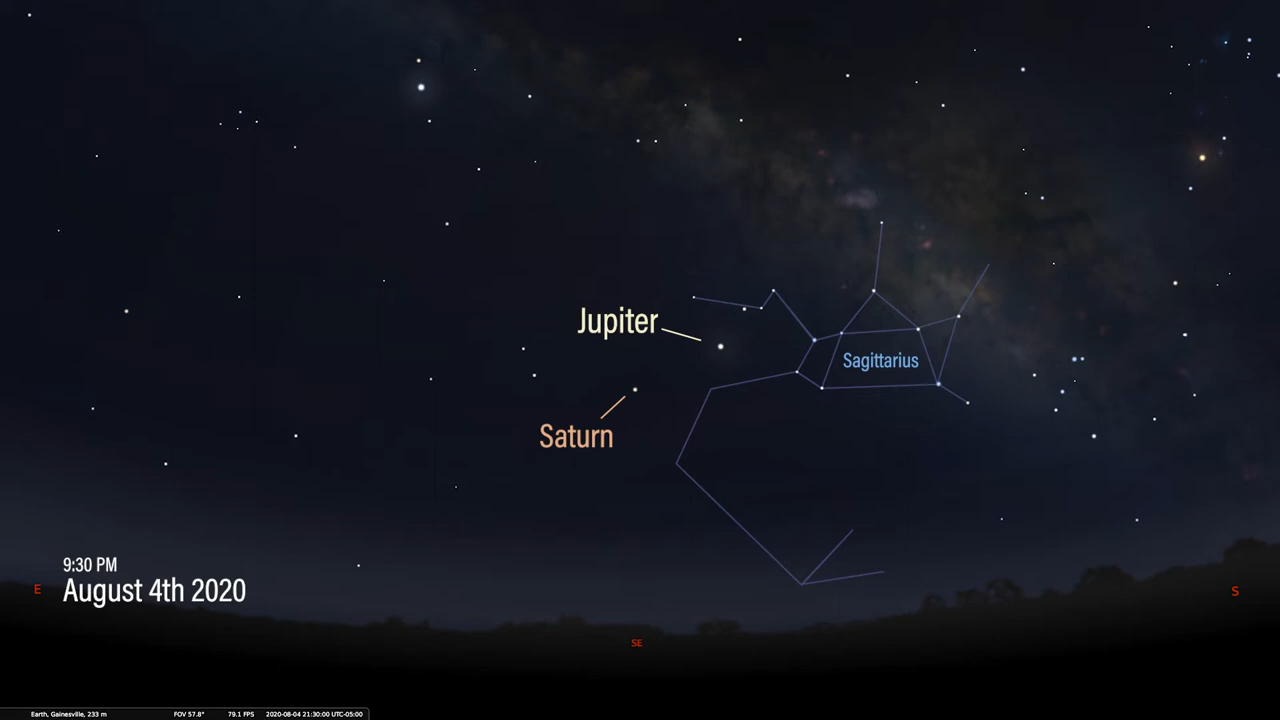 Jupiter
Sagittarius
Saturn
9:30 PM
August 4th 2020
E
S
SE
Earth, Gainesville, 233 m FOV 57.8° 79.1 FPS 2020-08-04 21:30:00 UTC-05:00